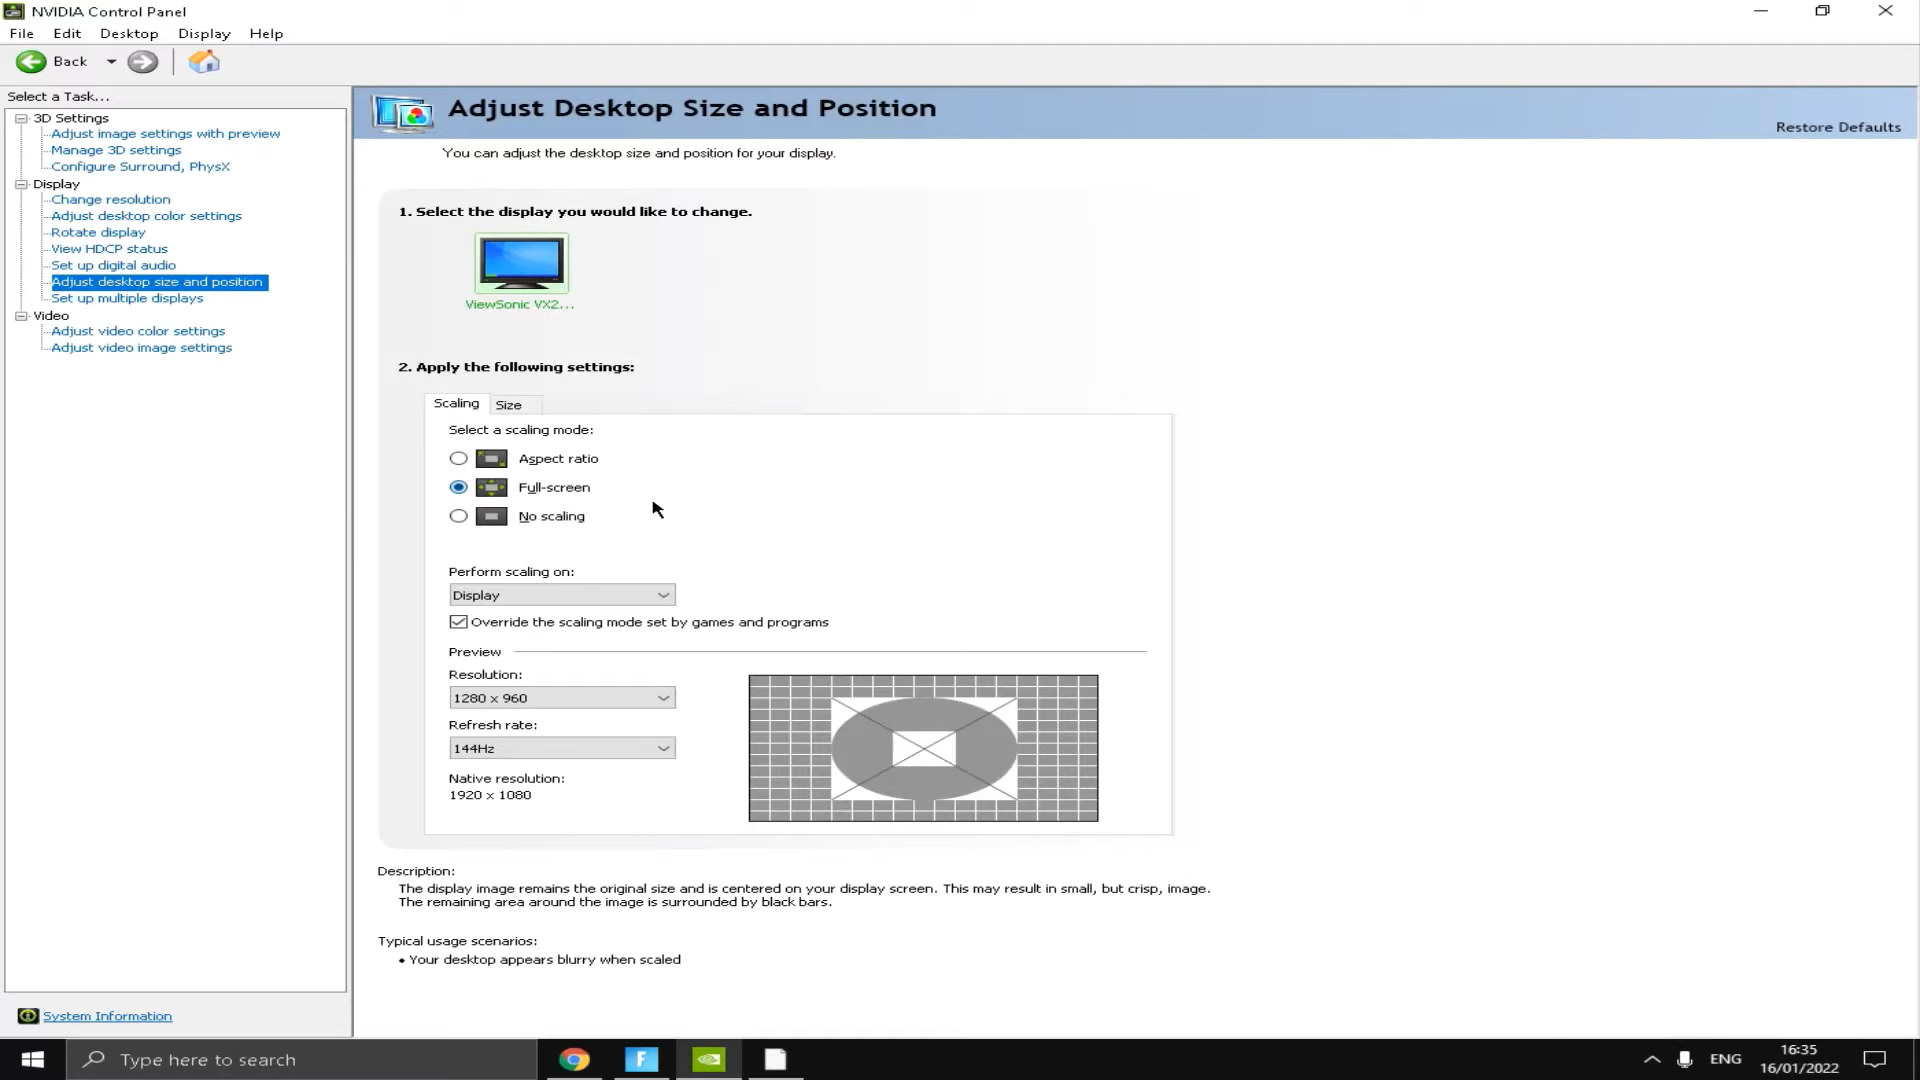 NVIDIA Control Panel
File Edit Desktop Display Help
Back
Select a Task...
3D Settings
Adjust image settings with preview
Manage 3D settings
Configure Surround, PhysX
Display
Change resolution
Adjust desktop color settings
Rotate display
View HDCP status
Set up digital audio
Adjust desktop size and position
Set up multiple displays
Video
Adjust video color settings
Adjust video image settings
System Information
Adjust Desktop Size and Position
Restore Defaults
You can adjust the desktop size and position for your display.
1. Select the display you would like to change.
ViewSonic VX2...
2. Apply the following settings:
Scaling Size
Select a scaling mode:
Aspect ratio
Full-screen
No scaling
Perform scaling on:
Display
Override the scaling mode set by games and programs
Preview
Resolution:
1280 x 960
Refresh rate:
144Hz
Native resolution:
1920 x 1080
Description:
The display image remains the original size and is centered on your display screen. This may result in small, but crisp, image.
The remaining area around the image is surrounded by black bars.
Typical usage scenarios:
• Your desktop appears blurry when scaled
Type here to search
F
ENG
16:35
16/01/2022